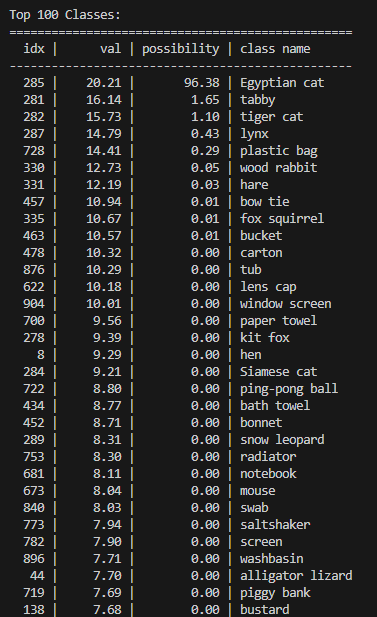 Top 100 Classes:
==================================================
idx | val | possibility | class name
--------------------------------------------------
285 | 20.21 | 96.38 | Egyptian cat
281 | 16.14 | 1.65 | tabby
282 | 15.73 | 1.10 | tiger cat
287 | 14.79 | 0.43 | lynx
728 | 14.41 | 0.29 | plastic bag
330 | 12.73 | 0.05 | wood rabbit
331 | 12.19 | 0.03 | hare
457 | 10.94 | 0.01 | bow tie
335 | 10.67 | 0.01 | fox squirrel
463 | 10.57 | 0.01 | bucket
478 | 10.32 | 0.00 | carton
876 | 10.29 | 0.00 | tub
622 | 10.18 | 0.00 | lens cap
904 | 10.01 | 0.00 | window screen
700 | 9.56 | 0.00 | paper towel
278 | 9.39 | 0.00 | kit fox
8 | 9.29 | 0.00 | hen
284 | 9.21 | 0.00 | Siamese cat
722 | 8.80 | 0.00 | ping-pong ball
434 | 8.77 | 0.00 | bath towel
452 | 8.71 | 0.00 | bonnet
289 | 8.31 | 0.00 | snow leopard
753 | 8.30 | 0.00 | radiator
681 | 8.11 | 0.00 | notebook
673 | 8.04 | 0.00 | mouse
840 | 8.03 | 0.00 | swab
773 | 7.94 | 0.00 | saltshaker
782 | 7.90 | 0.00 | screen
896 | 7.71 | 0.00 | washbasin
44 | 7.70 | 0.00 | alligator lizard
719 | 7.69 | 0.00 | piggy bank
138 | 7.68 | 0.00 | bustard